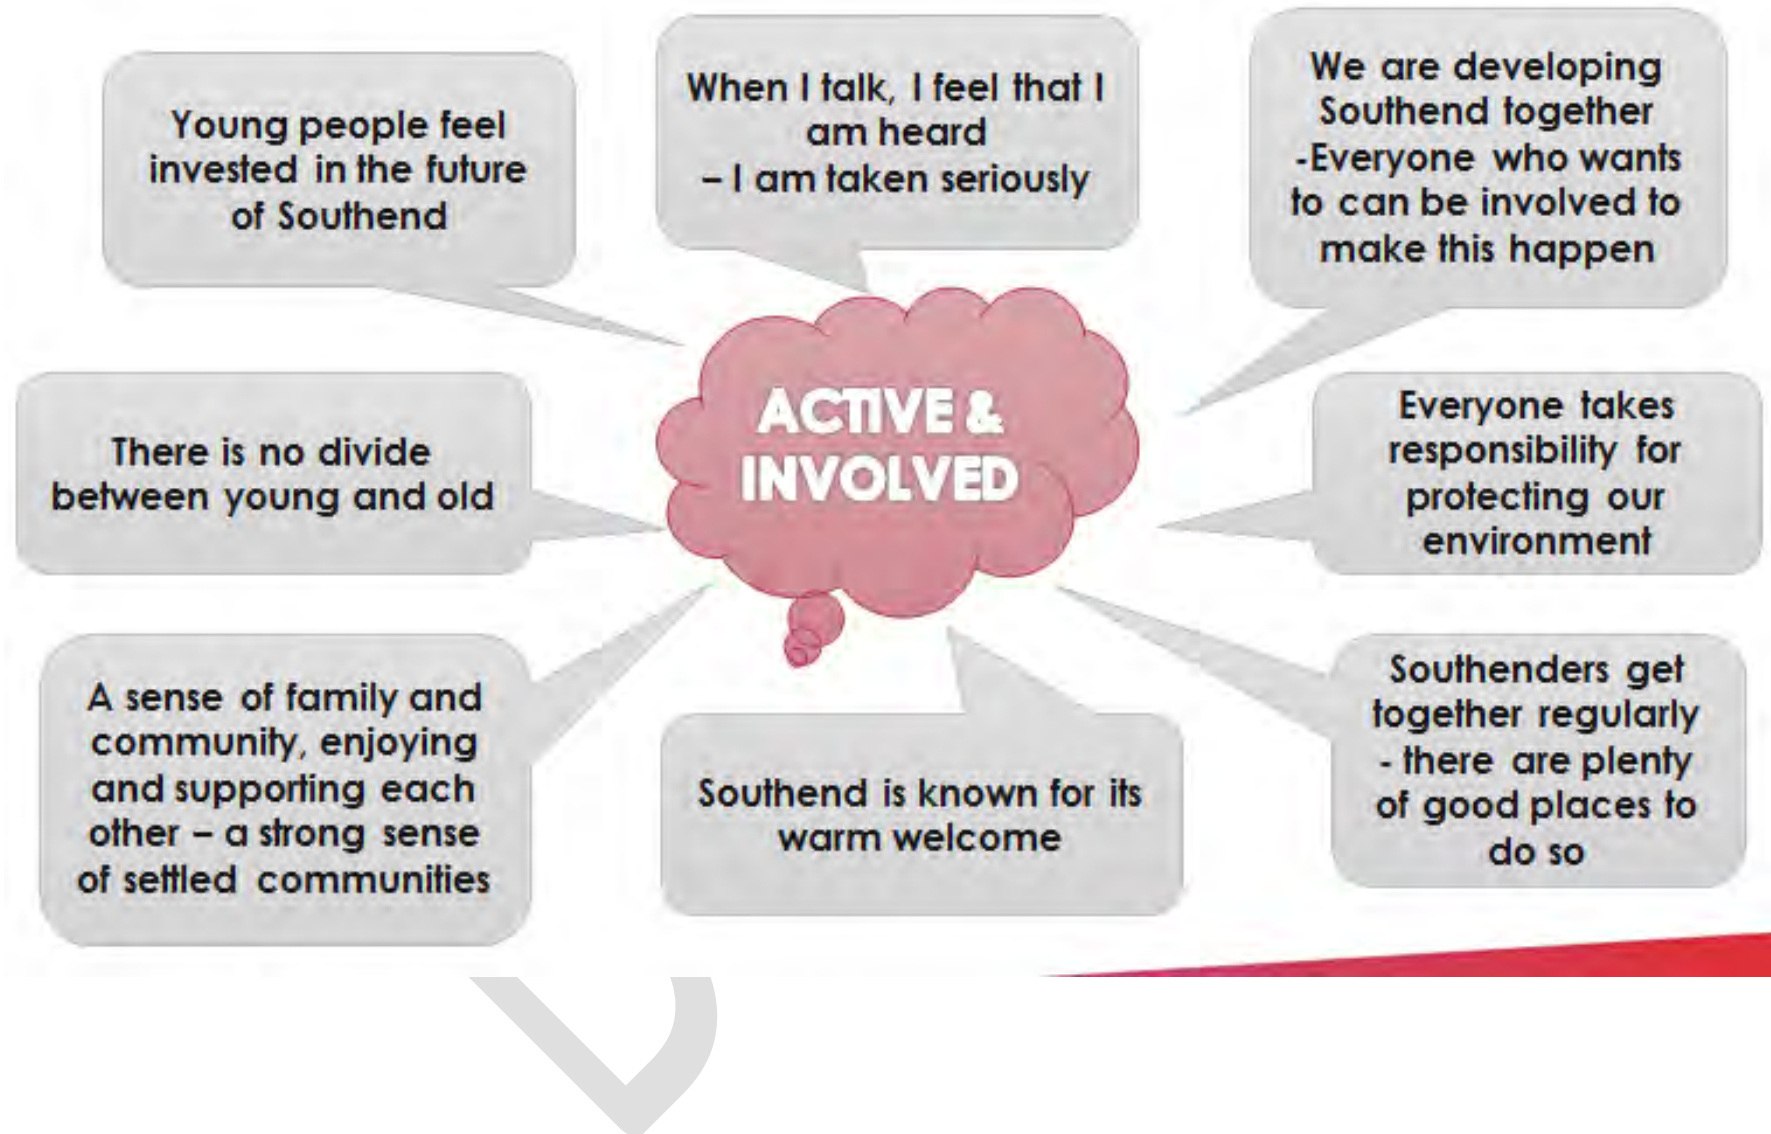 Young people feel
invested in the future
of Southend
When I talk, I feel that I
am heard
– I am taken seriously
We are developing
Southend together
-Everyone who wants
to can be involved to
make this happen
There is no divide
between young and old
ACTIVE &
INVOLVED
Everyone takes
responsibility for
protecting our
environment
A sense of family and
community, enjoying
and supporting each
other – a strong sense
of settled communities
Southend is known for its
warm welcome
Southenders get
together regularly
- there are plenty
of good places to
do so